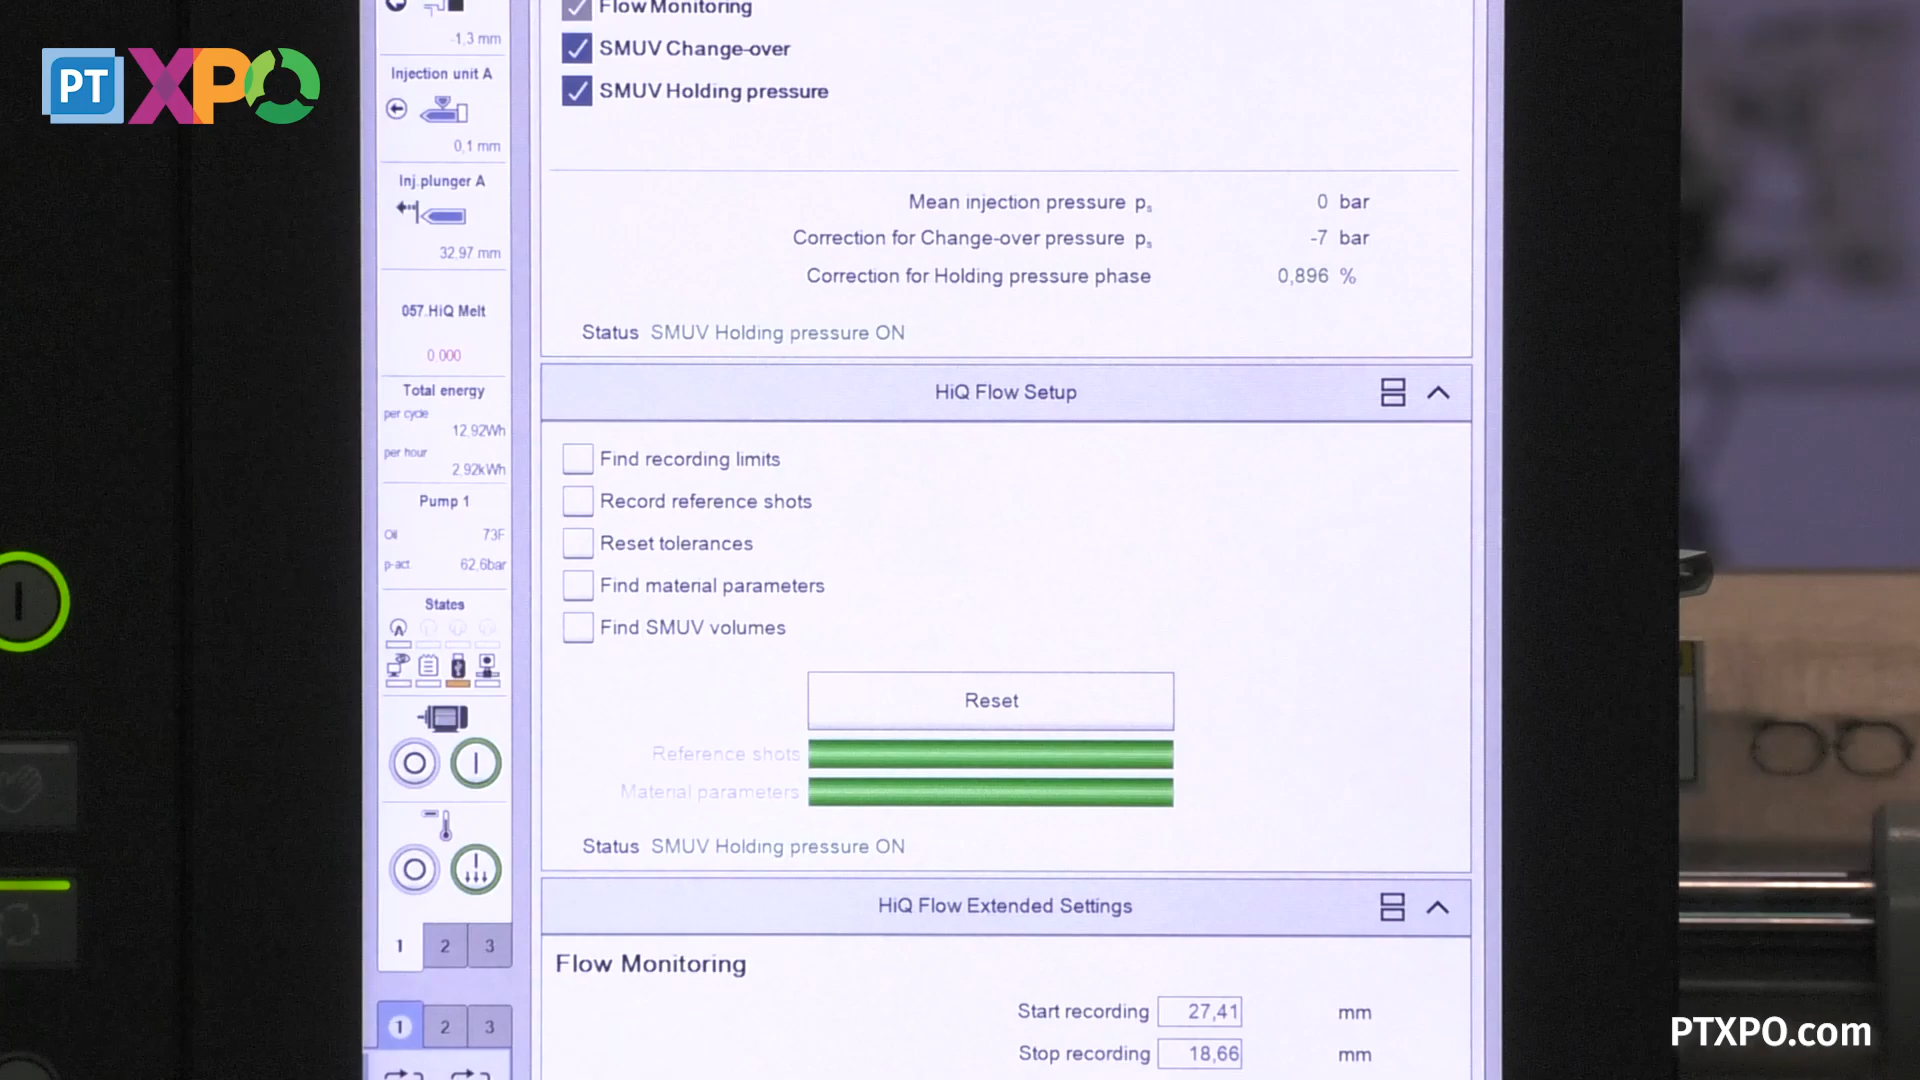 PT XPO
-1,3 mm
Injection unit A
0,1 mm
Inj.plunger A
32,97 mm
057.HiQ Melt
0.000
Total energy
per cycle
12,92Wh
per hour
2,92kWh
Pump 1
Oil 73F
p-act. 62,6bar
States
1 2 3
1 2 3
Flow Monitoring
SMUV Change-over
SMUV Holding pressure
Mean injection pressure ps 0 bar
Correction for Change-over pressure ps -7 bar
Correction for Holding pressure phase 0,896 %
Status SMUV Holding pressure ON
HiQ Flow Setup
Find recording limits
Record reference shots
Reset tolerances
Find material parameters
Find SMUV volumes
Reset
Reference shots
Material parameters
Status SMUV Holding pressure ON
HiQ Flow Extended Settings
Flow Monitoring
Start recording 27,41 mm
Stop recording 18,66 mm
PTXPO.com